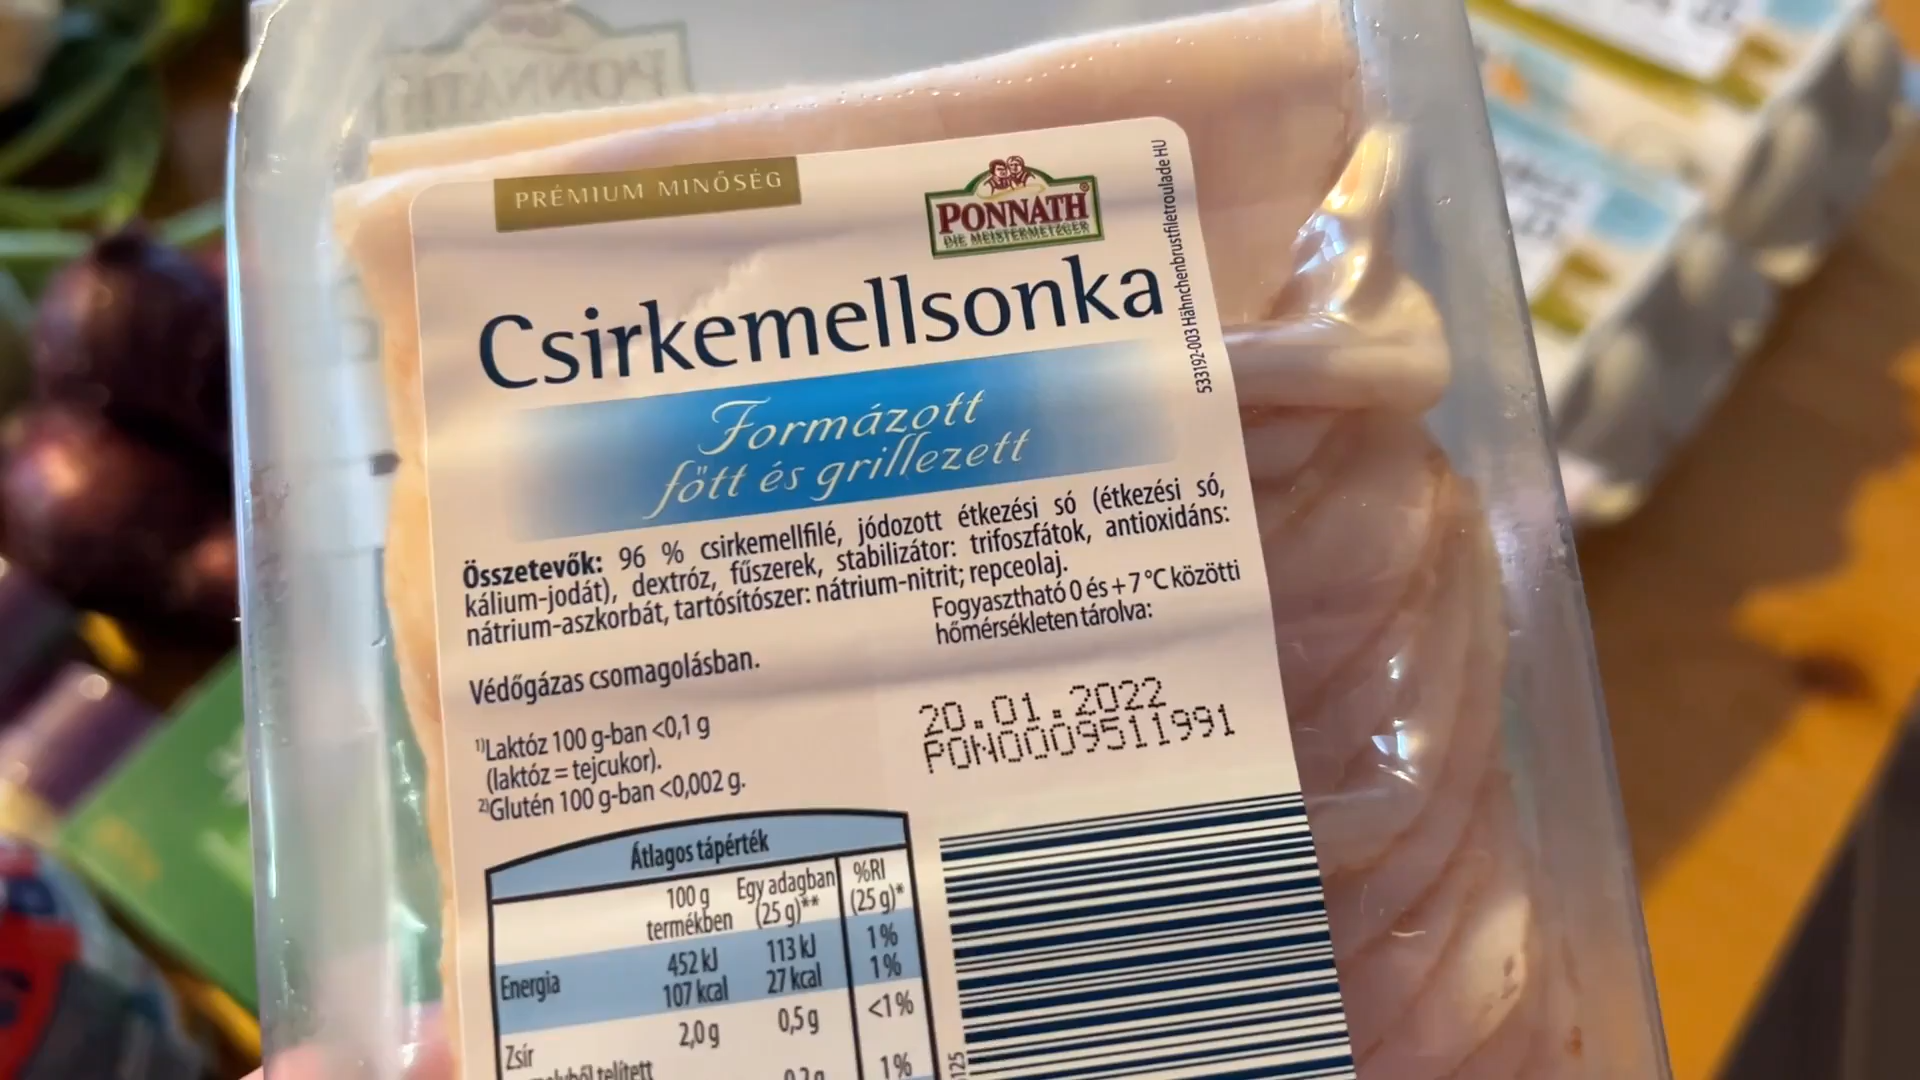 PRÉMIUM MINŐSÉG
PONNATH
DIE MEISTERMETZGER
533192-003 Hähnchenbrustfiletroulade HU
Csirkemellsonka
Formázott
főtt és grillezett
Összetevők: 96 % csirkemellfilé, jódozott étkezési só (étkezési só,
kálium-jodát), dextróz, fűszerek, stabilizátor: trifoszfátok, antioxidáns:
nátrium-aszkorbát, tartósítószer: nátrium-nitrit; repceolaj.
Fogyasztható 0 és +7 °C közötti
hőmérsékleten tárolva:
Védőgázas csomagolásban.
20.01.2022
PON0009511991
1)Laktóz 100 g-ban <0,1 g
(laktóz = tejcukor).
2)Glutén 100 g-ban <0,002 g.
Átlagos tápérték
100 g termékben Egy adagban (25 g)** %RI (25 g)*
Energia 452 kJ 113 kJ 1%
107 kcal 27 kcal 1%
Zsír 2,0 g 0,5 g <1%
telített 1%
125
PONNATH